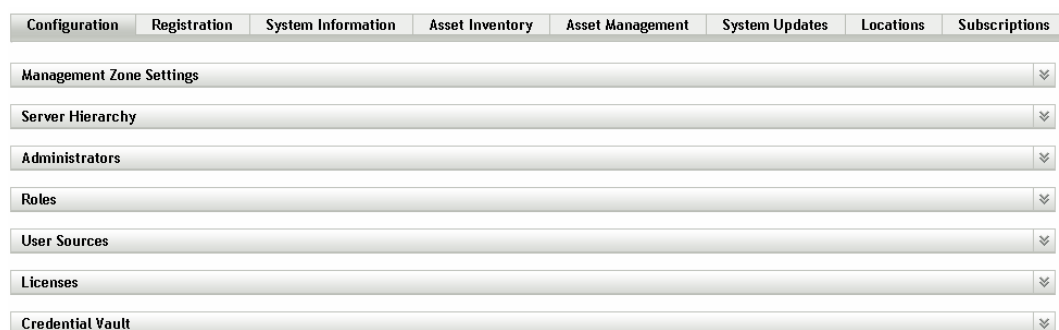 Configuration Registration System Information Asset Inventory Asset Management System Updates Locations Subscriptions
Management Zone Settings
Server Hierarchy
Administrators
Roles
User Sources
Licenses
Credential Vault